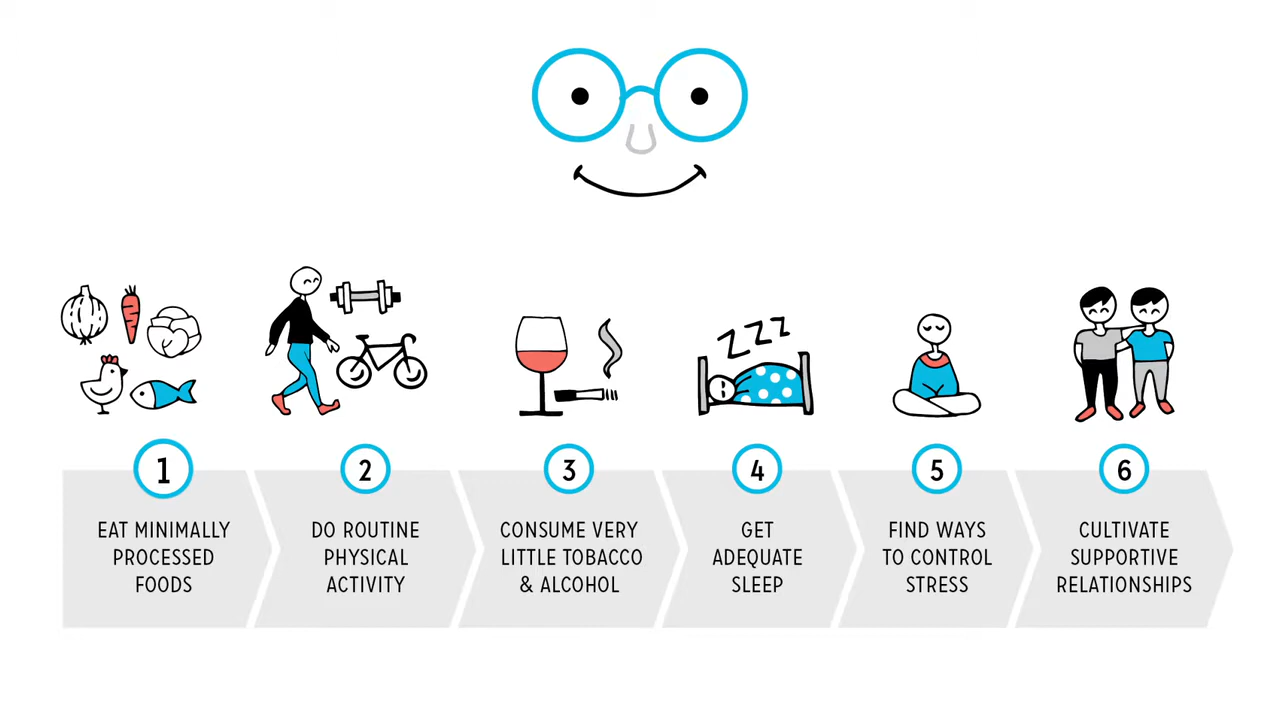 ZZZ
1
EAT MINIMALLY
PROCESSED
FOODS
2
DO ROUTINE
PHYSICAL
ACTIVITY
3
CONSUME VERY
LITTLE TOBACCO
& ALCOHOL
4
GET
ADEQUATE
SLEEP
5
FIND WAYS
TO CONTROL
STRESS
6
CULTIVATE
SUPPORTIVE
RELATIONSHIPS